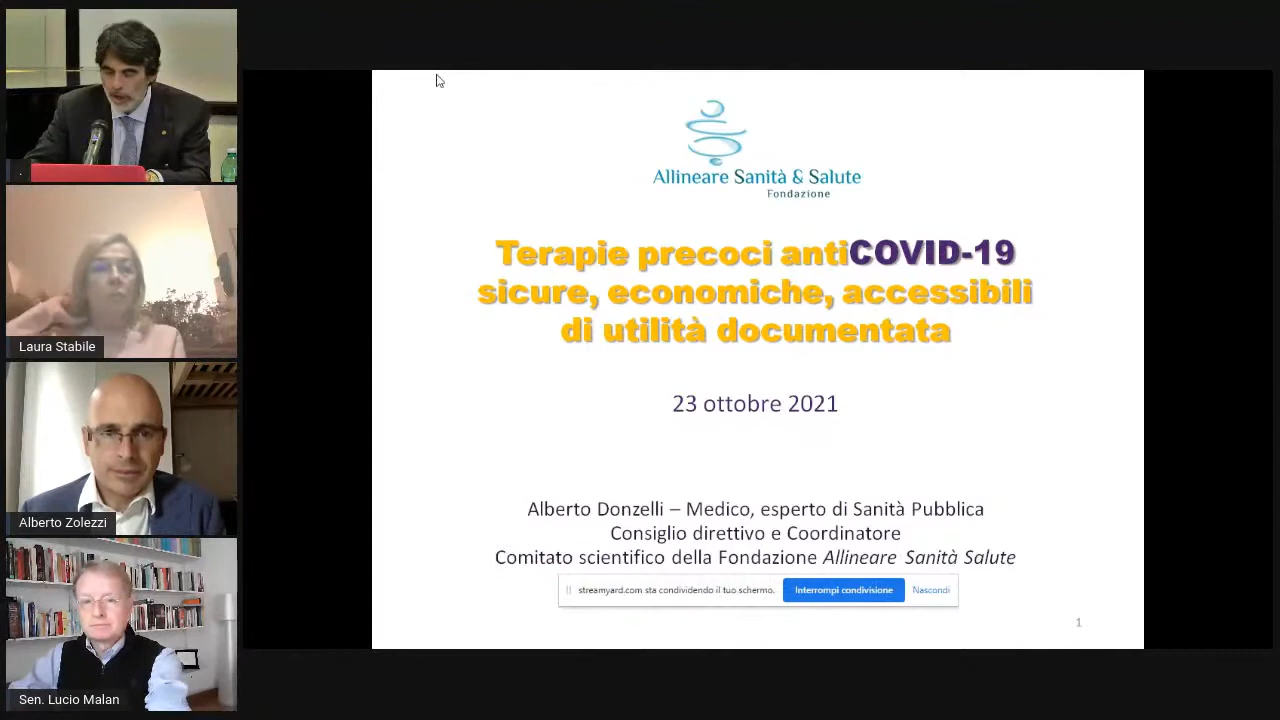 .
Laura Stabile
Alberto Zolezzi
Sen. Lucio Malan
Allineare Sanità & Salute
Fondazione
Terapie precoci antiCOVID-19
sicure, economiche, accessibili
di utilità documentata
23 ottobre 2021
Alberto Donzelli – Medico, esperto di Sanità Pubblica
Consiglio direttivo e Coordinatore
Comitato scientifico della Fondazione Allineare Sanità Salute
streamyard.com sta condividendo il tuo schermo.
Interrompi condivisione
Nascondi
1